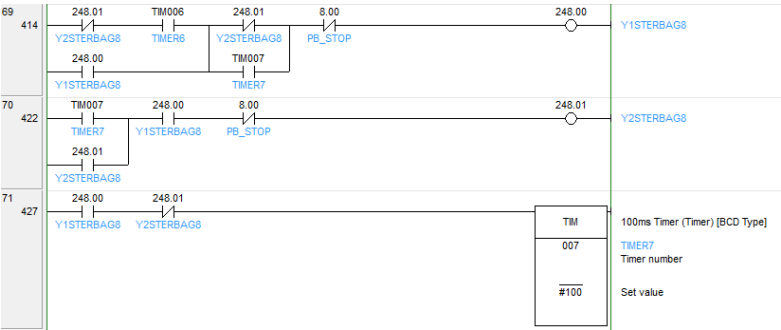 69
414
248.01 TIM006 248.01 8.00 248.00
Y2STERBAG8 TIMER6 Y2STERBAG8 PB_STOP Y1STERBAG8
248.00 TIM007
Y1STERBAG8 TIMER7
70
422
TIM007 248.00 8.00 248.01
TIMER7 Y1STERBAG8 PB_STOP Y2STERBAG8
248.01
Y2STERBAG8
71
427
248.00 248.01
Y1STERBAG8 Y2STERBAG8
TIM 100ms Timer (Timer) [BCD Type]
007 TIMER7
Timer number
#100 Set value